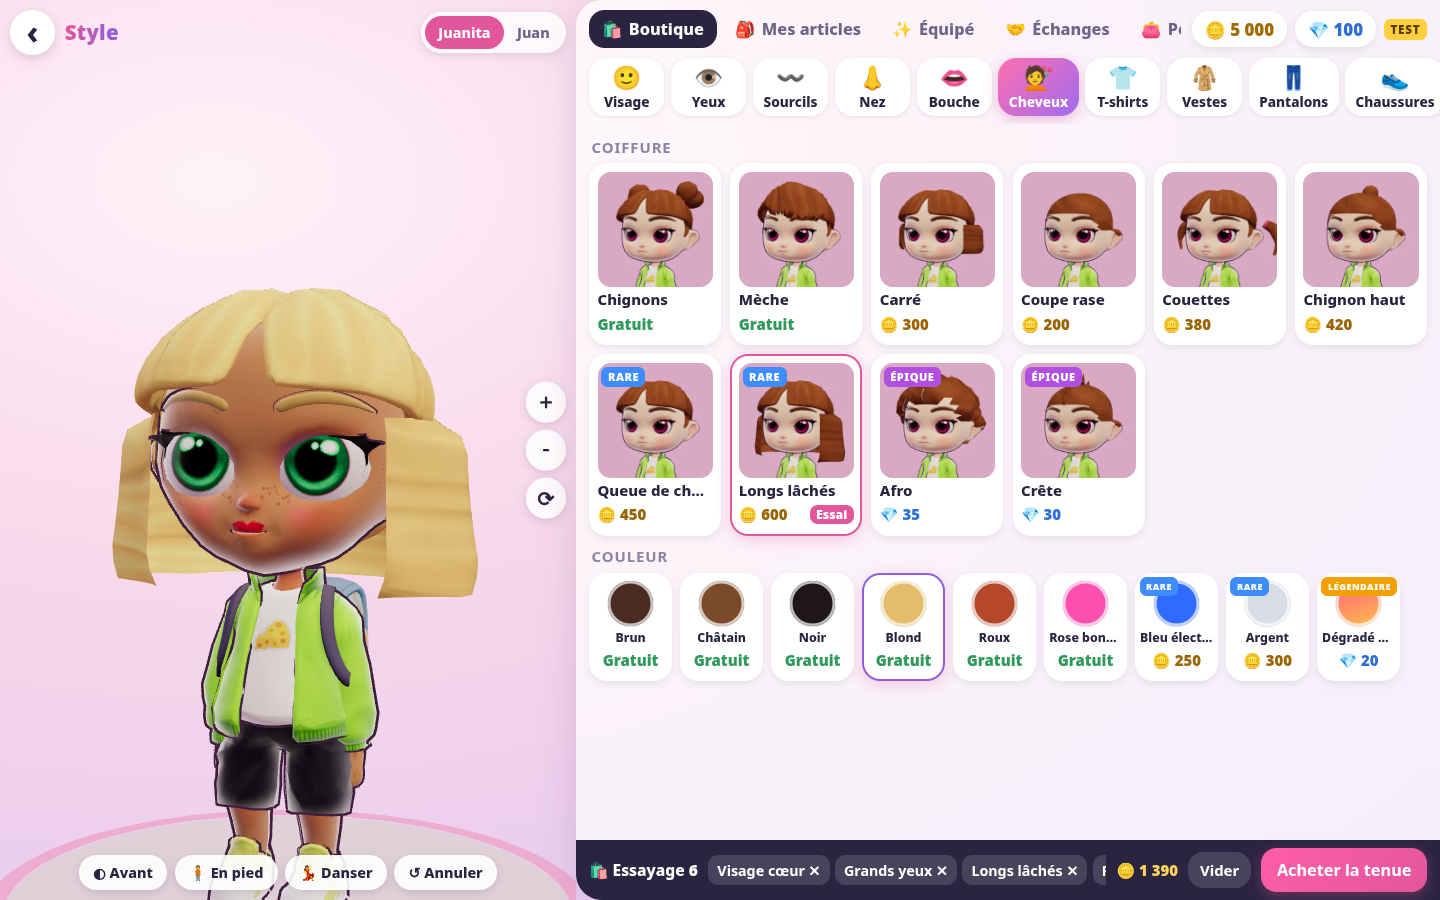 ‹ Style
Juanita Juan
+
-
⟳
◐ Avant
En pied
Danser
↺ Annuler
Boutique
Mes articles
Équipé
Échanges
5 000
100
TEST
Visage
Yeux
Sourcils
Nez
Bouche
Cheveux
T-shirts
Vestes
Pantalons
Chaussures
COIFFURE
Chignons
Gratuit
Mèche
Gratuit
Carré
300
Coupe rase
200
Couettes
380
Chignon haut
420
RARE
Queue de ch...
450
RARE
Longs lâchés
600 Essai
ÉPIQUE
Afro
35
ÉPIQUE
Crête
30
COULEUR
Brun
Gratuit
Châtain
Gratuit
Noir
Gratuit
Blond
Gratuit
Roux
Gratuit
Rose bon...
Gratuit
RARE
Bleu élect...
250
RARE
Argent
300
LÉGENDAIRE
Dégradé ...
20
Essayage 6
Visage cœur ✕
Grands yeux ✕
Longs lâchés ✕
1 390
Vider
Acheter la tenue